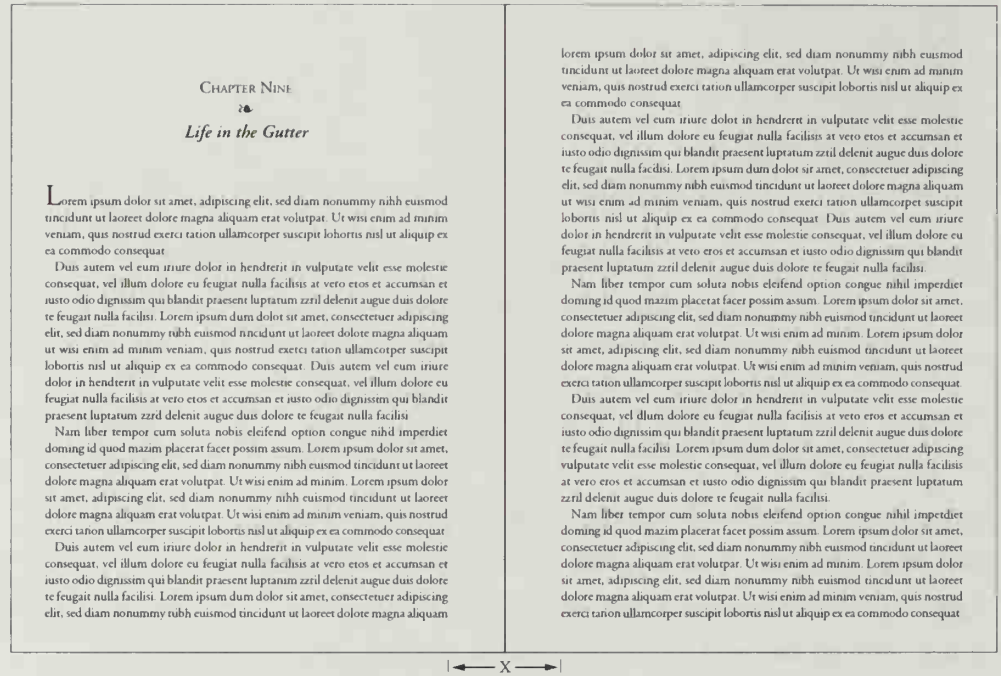 CHAPTER NINE
Life in the Gutter
Lorem ipsum dolor sit amet, adipiscing elit, sed diam nonummy nihh euismod
tincidunt ut laoreet dolore magna aliquam erat volutpat. Ut wisi enim ad minim
veniam, quis nostrud exerci tation ullamcorper suscipit lobortis nisl ut aliquip ex
ea commodo consequat
Duis autem vel eum iriure dolor in hendrerit in vulputate velit esse molestie
consequat, vel illum dolore eu feugiat nulla facilisis at vero etos et accumsan et
iusto odio dignissim qui blandit praesent luptatum zzril delenit augue duis dolore
te feugait nulla facilisi. Lorem ipsum dum dolor sit amet, consectetuer adipiscing
elit, sed diam nonummy nibh euismod tincidunt ut laoreet dolote magna aliquam
ut wisi enim ad minim veniam, quis nostrud exerci tation ullamcotper suscipit
lobortis nisl ut aliquip ex ea commodo consequat. Duis autem vel eum iriure
dolor in hendrerit in vulputate velit esse molestie consequat, vel illum dolore eu
feugiat nulla facilisis at vero etos et accumsan et iusto odio dignissim qui blandit
praesent luptatum zzrd delenit augue duis dolore te feugait nulla facilisi
Nam liber tempor cum soluta nobis eleifend option congue nihil imperdiet
doming id quod mazim placerat facer possim assum. Lorem ipsum dolor sit amet,
consectetuer adipiscing elit, sed diam nonummy nibh euismod tincidunt ut laoreet
dolote magna aliquam erat volutpat. Ut wisi enim ad minim. Lorem ipsum dolor
sit amet, adipiscing elit, sed diam nonummy nihh euismod tincidunt ut laoreet
dolore magna aliquam erat volutpat. Ut wisi enim ad minim veniam, quis nostrud
exerci tation ullamcorper suscipit lobortis nisl ut aliquip ex ea commodo consequat
Duis autem vel eum iriure dolor in hendrerit in vulputate velit esse molestie
consequat, vel illum dolore eu feugiat nulla facilisis at vero etos et accumsan et
iusto odio dignissim qui blandit praesent luptanim zzril delenit augue duis dolore
te feugait nulla facilisi. Lorem ipsum dum dolor sit amet, consectetuer adipiscing
elit, sed diam nonummy nibh euismod tincidunt ut laoreet dolore magna aliquam
lorem ipsum dolor sit amet, adipiscing elit, sed diam nonummy nibh euismod
tincidunt ut laoreet dolore magna aliquam erat volutpat. Ut wisi enim ad minim
veniam, quis nostrud exerci tation ullamcorper suscipit lobortis nisl ut aliquip ex
ea commodo consequat
Duis autem vel eum iriure dolot in hendrerit in vulputate velit esse molestie
consequat, vel illum dolore eu feugiat nulla facilisis at vero etos et accumsan et
iusto odio dignissim qui blandit praesent luptatum zzril delenit augue duis dolore
te feugait nulla facilisi. Lorem ipsum dum dolor sit amet, consectetuer adipiscing
elit, sed diam nonummy nibh euismod tincidunt ut laoreet dolore magna aliquam
ut wisi enim ad minim veniam, quis nostrud exerci tation ullamcorpet suscipit
lobortis nisl ut aliquip ex ea commodo consequat Duis autem vel eum iriure
dolor in hendrerit in vulputate velit esse molestie consequat, vel illum dolore eu
feugiat nulla facilisis at vero eros et accumsan et iusto odio dignissim qui blandit
praesent luptatum zzril delenit augue duis dolore te feugait nulla facilisi.
Nam liber tempor cum soluta nobis eleifend option congue nihil imperdiet
doming id quod mazim placerat facer possim assum. Lorem ipsum dolor sit amet,
consectetuer adipiscing elit, sed diam nonummy nibh euismod tincidunt ut laoreet
dolore magna aliquam erat volutpat. Ut wisi enim ad minim. Lorem ipsum dolor
sit amet, adipiscing elit, sed diam nonummy nibh euismod tincidunt ut laoreet
dolore magna aliquam erat volutpat. Ut wisi enim ad minim veniam, quis nostrud
exerci tation ullamcorper suscipit lobortis nisl ut aliquip ex ea commodo consequat.
Duis autem vel eum iriure dolor in hendrerit in vulputate velit esse molestie
consequat, vel dlum dolore eu feugiat nulla facilisis at vero eros et accumsan et
iusto odio dignissim qui blandit praesent luptatum zzril delenit augue duis dolore
te feugait nulla facilisi Lorem ipsum dum dolor sit amet, consectetuer adipiscing
vulputate velit esse molestie consequat, vel illum dolore eu feugiat nulla facilisis
at vero eros et accumsan et iusto odio dignissim qui blandit praesent luptatum
zzril delenit augue duis dolore te feugait nulla facilisi.
Nam liber tempor cum soluta nobis eleifend option congue nihil imperdiet
doming id quod mazim placerat facet possim assum. Lorem ipsum dolor sit amet,
consectetuer adipiscing elit, sed diam nonummy nibh euismod tincidunt ut laoreet
dolore magna aliquam erat volutpat. Ut wisi enim ad minim. Lorem ipsum dolor
sit amet, adipiscing elit, sed diam nonummy nibh euismod tincidunt ut laoreet
dolore magna aliquam erat volutpat. Ut wisi enim ad minim veniam, quis nostrud
exerci tation ullamcorper suscipit lobortis nisl ut aliquip ex ea commodo consequat
X